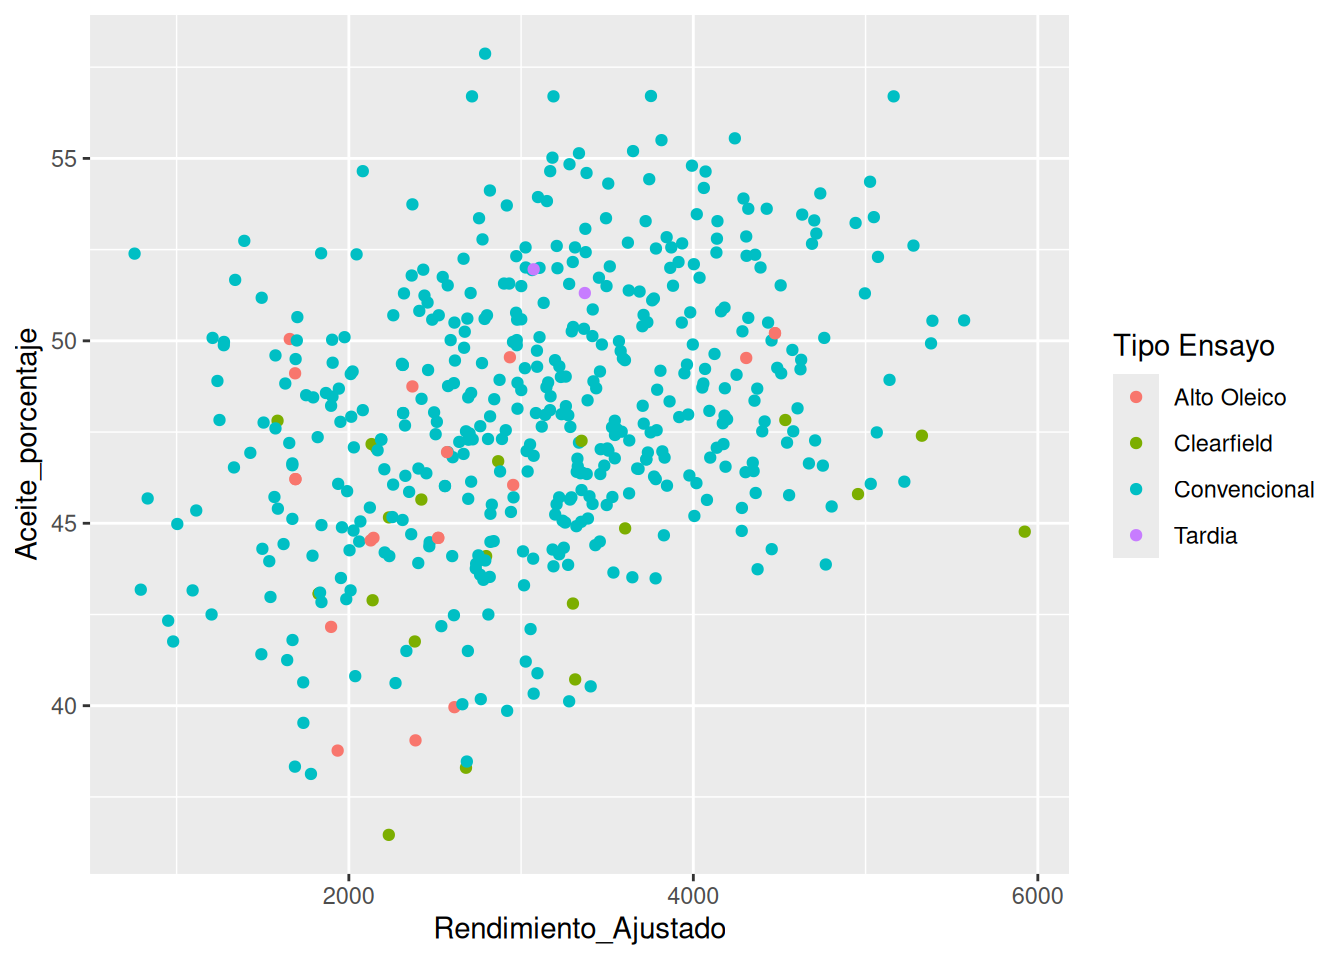 55
50
45
40
Aceite_porcentaje
2000
4000
6000
Rendimiento_Ajustado
Tipo Ensayo
Alto Oleico
Clearfield
Convencional
Tardia